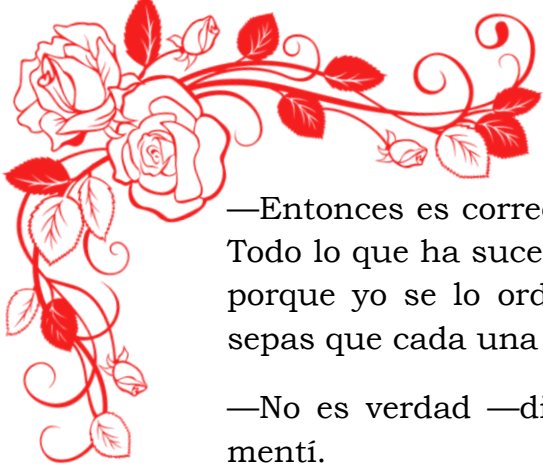 —Entonces es
Todo lo que ha
porque yo se lo
sepas que cada una
—No es verdad
mentí.